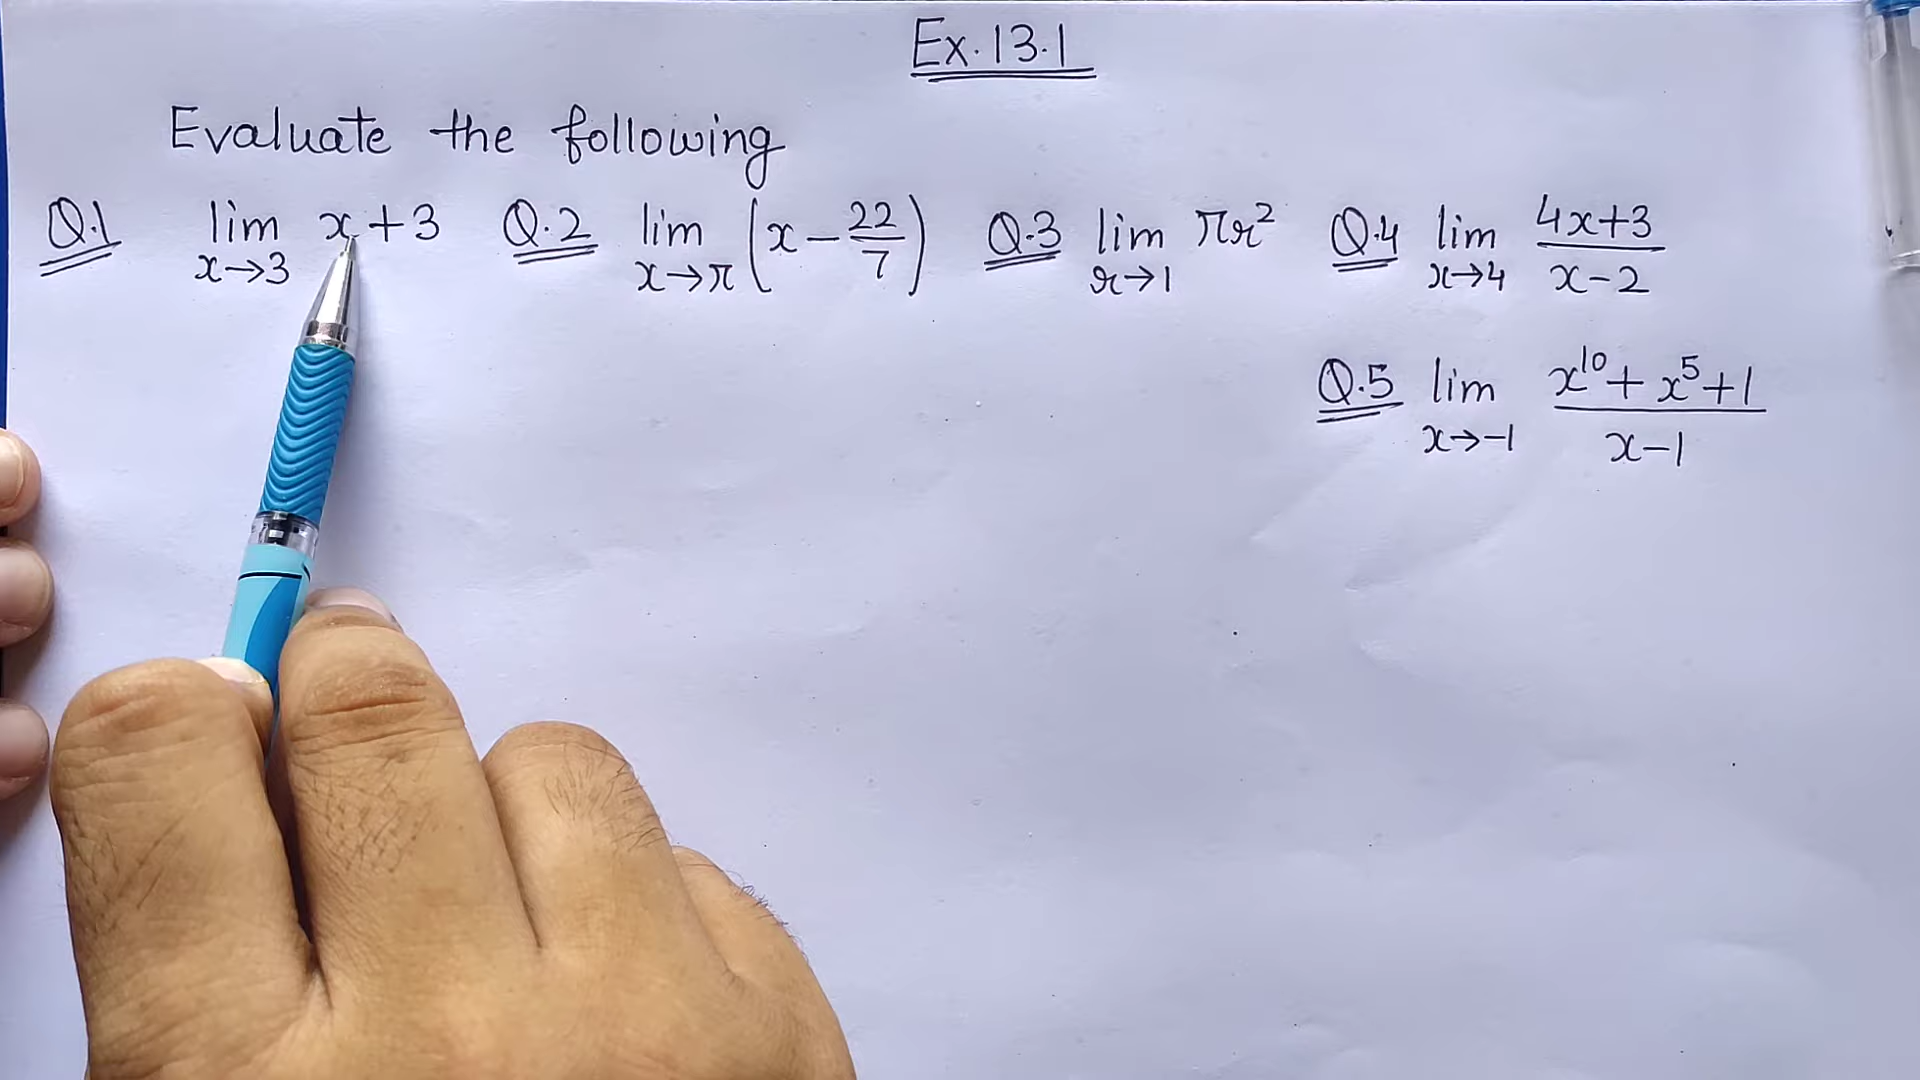 Ex. 13.1
Evaluate the following
Q.1 lim x→3 x+3 Q.2 lim x→π (x − 22/7) Q.3 lim r→1 πr² Q.4 lim x→4 4x+3/x−2
Q.5 lim x→−1 x¹⁰+x⁵+1/x−1